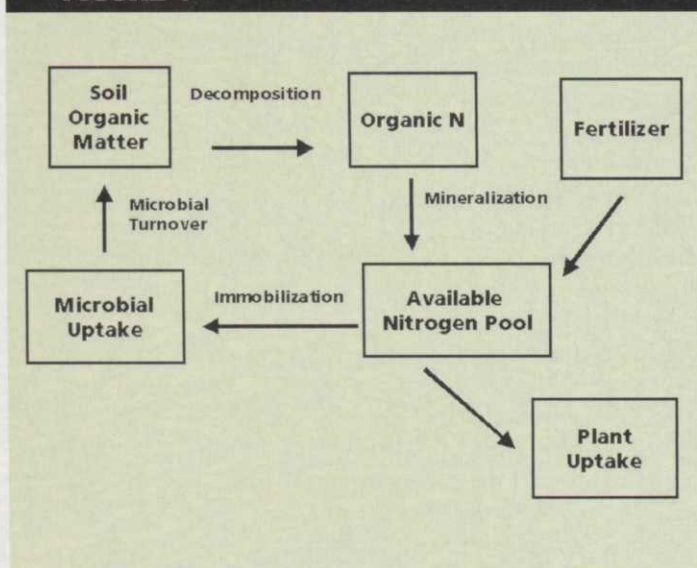 Soil
Organic
Matter
Decomposition
Organic N
Fertilizer
Microbial
Turnover
Mineralization
Microbial
Uptake
Immobilization
Available
Nitrogen Pool
Plant
Uptake